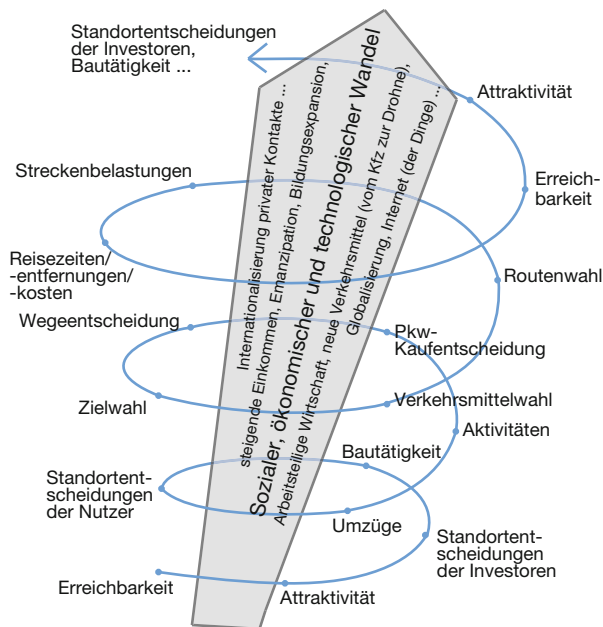 Standortentscheidungen
der Investoren,
Bautätigkeit ...
Attraktivität
Streckenbelastungen
Erreich-
barkeit
Reisezeiten/
-entfernungen/
-kosten
Routenwahl
Wegeentscheidung
Pkw-
Kaufentscheidung
Zielwahl
Verkehrsmittelwahl
Aktivitäten
Bautätigkeit
Standortent-
scheidungen
der Nutzer
Umzüge
Standortent-
scheidungen
der Investoren
Erreichbarkeit
Attraktivität
Internationalisierung privater Kontakte ...
steigende Einkommen, Emanzipation, Bildungsexpansion,
Sozialer, ökonomischer und technologischer Wandel
Arbeitsteilige Wirtschaft, neue Verkehrsmittel (vom Kfz zur Drohne),
Globalisierung, Internet (der Dinge) ...